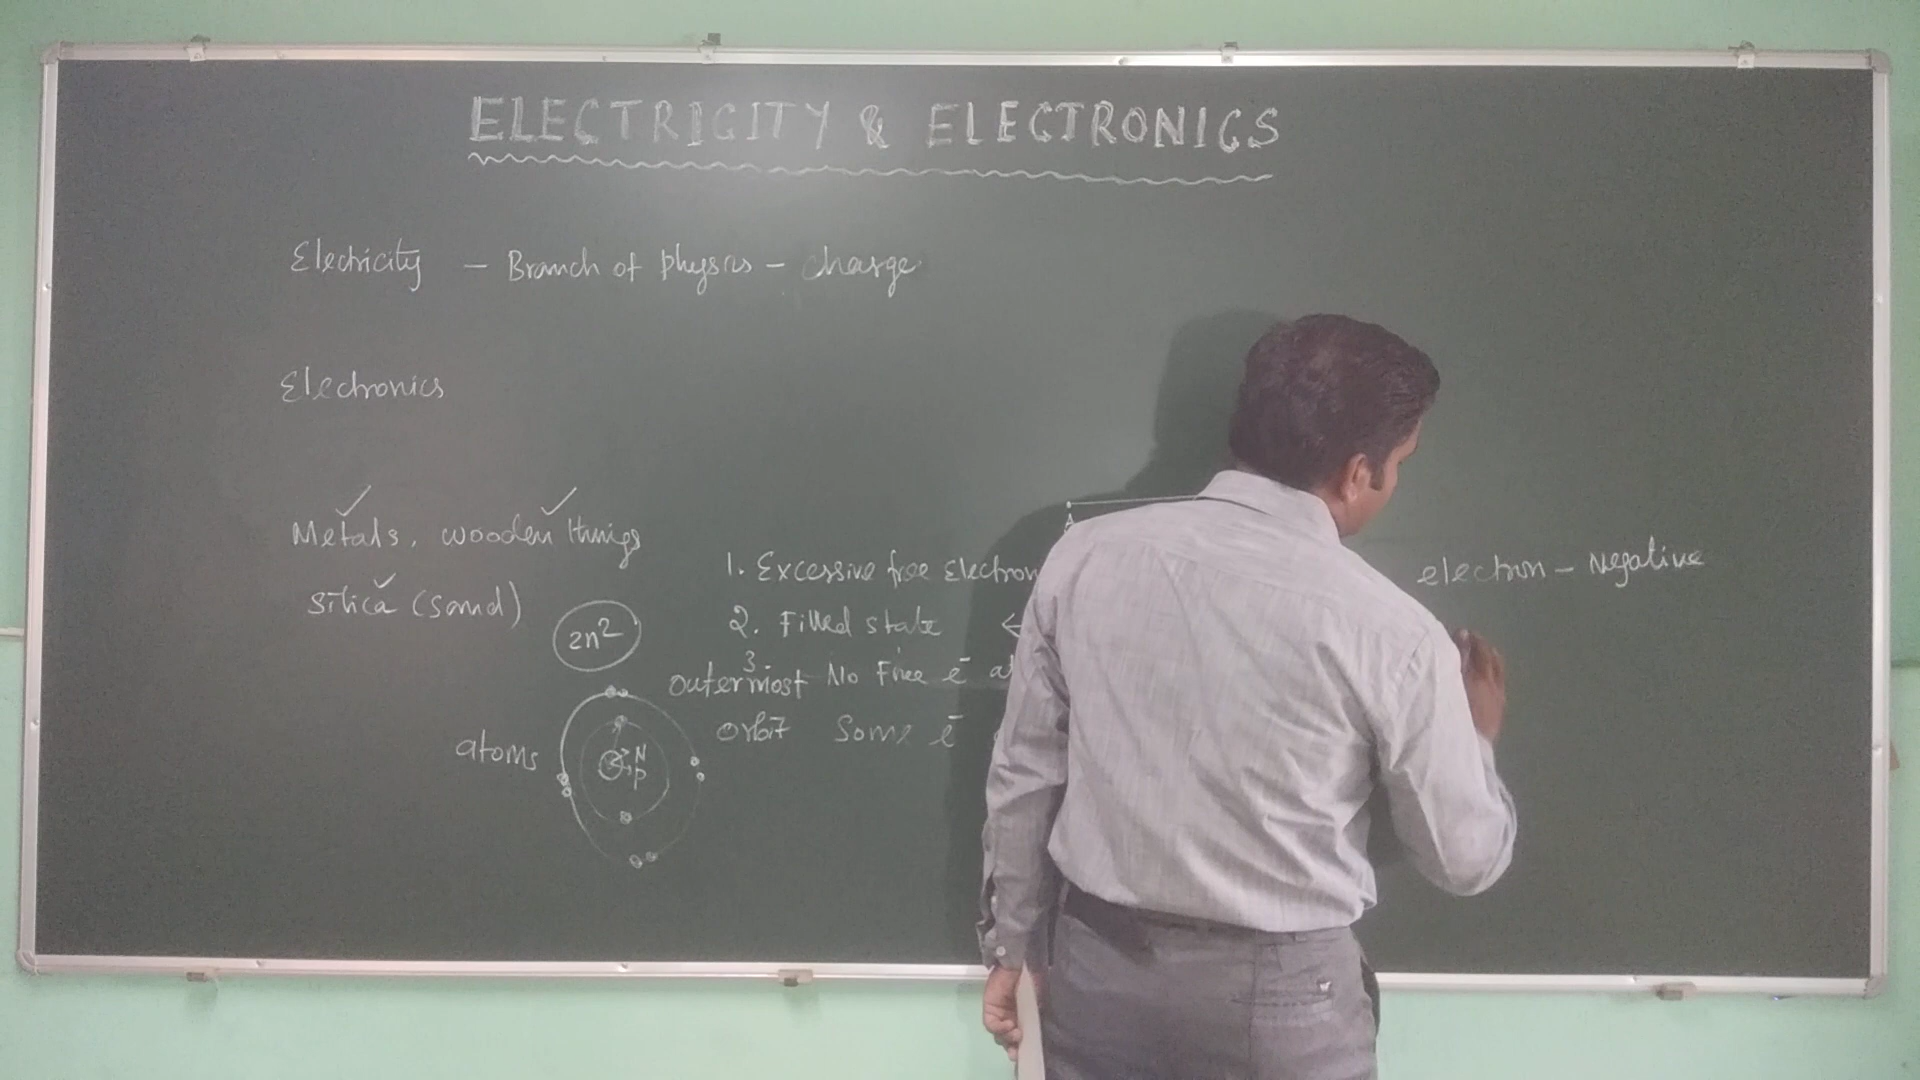 ELECTRICITY & ELECTRONICS
Electricity - Branch of physics - charge
Electronics
Metals, wooden things
silica (sand)
2n²
A
1. Excessive free Electron
2. Filled state ←
3. No Free e⁻ at
Outermost
orbit Some e⁻
atoms
N
P
electron - Negative